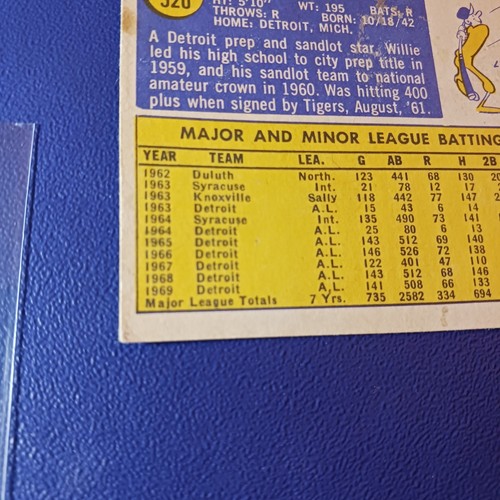 520
HT: 5'10" WT: 195 BATS: R
THROWS: R BORN: 10/18/42
HOME: DETROIT, MICH.
A Detroit prep and sandlot star, Willie
led his high school to city prep title in
1959, and his sandlot team to national
amateur crown in 1960. Was hitting 400
plus when signed by Tigers, August, '61.
MAJOR AND MINOR LEAGUE BATTING
YEAR TEAM LEA. G AB R H 2B
1962 Duluth North. 123 441 68 130
1963 Syracuse Int. 21 78 12 17
1963 Knoxville Sally 118 442 77 147
1963 Detroit A.L. 15 43 6 14
1964 Syracuse Int. 135 490 73 141
1964 Detroit A.L. 25 80 6 13
1965 Detroit A.L. 143 512 69 140
1966 Detroit A.L. 146 526 72 138
1967 Detroit A.L. 122 401 47 110
1968 Detroit A.L. 143 512 68 146
1969 Detroit A.L. 141 508 66 133
Major League Totals 7 Yrs. 735 2582 334 694